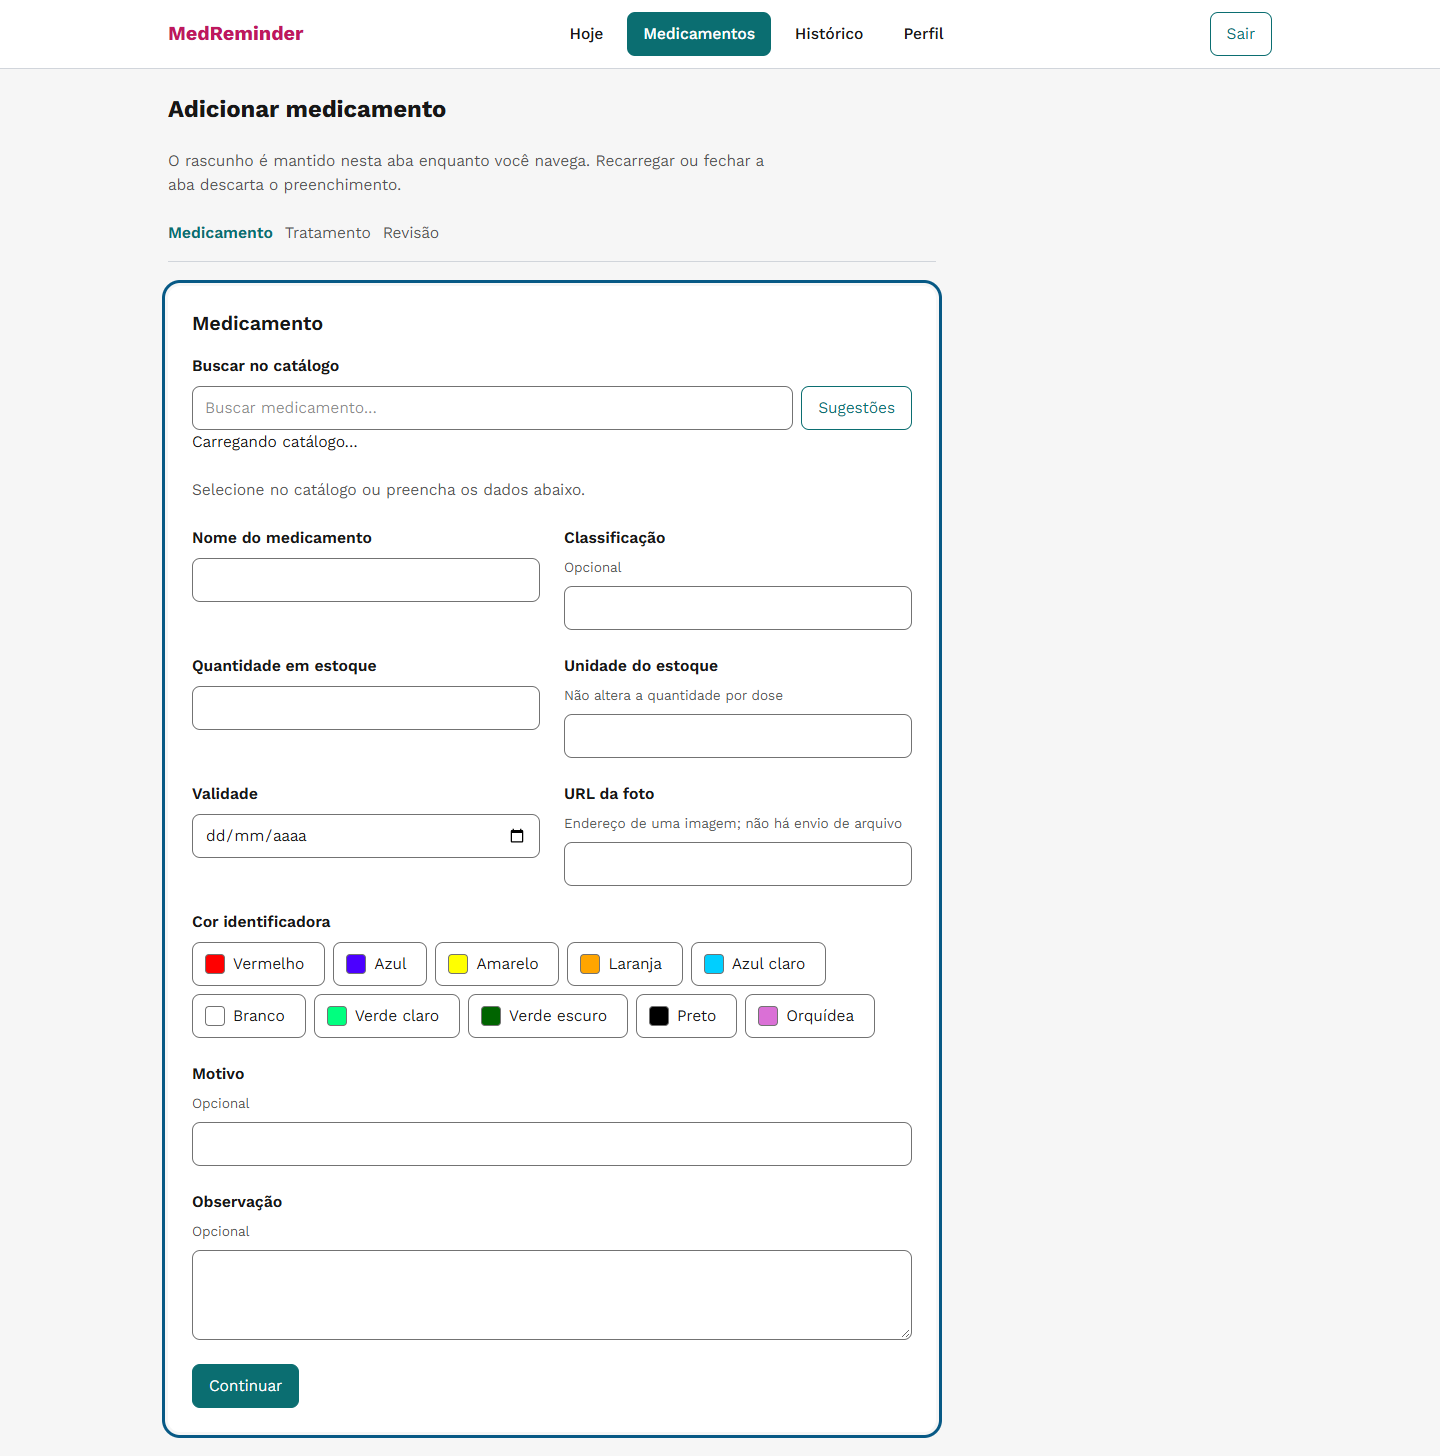 MedReminder
Hoje
Medicamentos
Histórico
Perfil
Sair
Adicionar medicamento
O rascunho é mantido nesta aba enquanto você navega. Recarregar ou fechar a
aba descarta o preenchimento.
Medicamento
Tratamento
Revisão
Medicamento
Buscar no catálogo
Buscar medicamento...
Sugestões
Carregando catálogo...
Selecione no catálogo ou preencha os dados abaixo.
Nome do medicamento
Classificação
Opcional
Quantidade em estoque
Unidade do estoque
Não altera a quantidade por dose
Validade
dd/mm/aaaa
URL da foto
Endereço de uma imagem; não há envio de arquivo
Cor identificadora
Vermelho
Azul
Amarelo
Laranja
Azul claro
Branco
Verde claro
Verde escuro
Preto
Orquídea
Motivo
Opcional
Observação
Opcional
Continuar